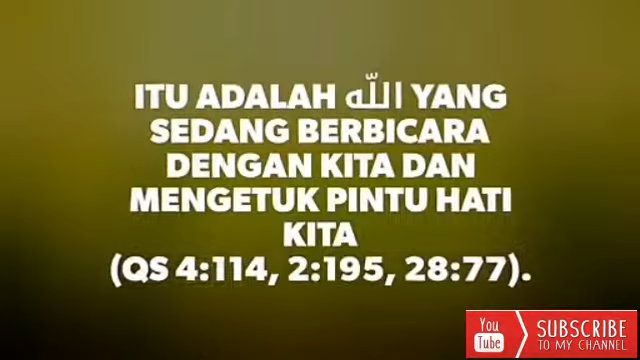 ITU ADALAH الله YANG
SEDANG BERBICARA
DENGAN KITA DAN
MENGETUK PINTU HATI
KITA
(QS 4:114, 2:195, 28:77).
You
Tube
SUBSCRIBE
TO MY CHANNEL